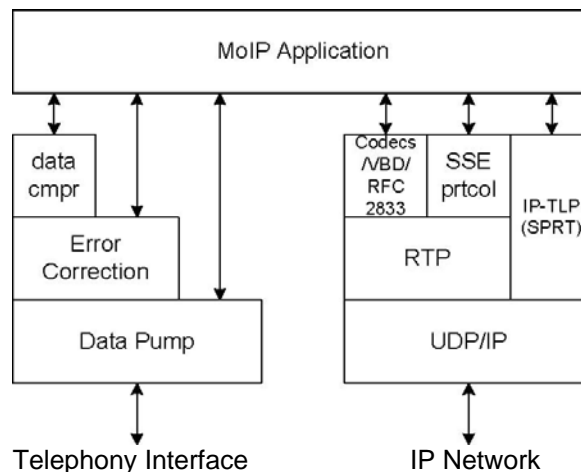 MoIP Application
data
cmpr
Codecs
/VBD/
RFC
2833
SSE
prtcol
IP-TLP
(SPRT)
Error
Correction
RTP
Data Pump
UDP/IP
Telephony Interface
IP Network